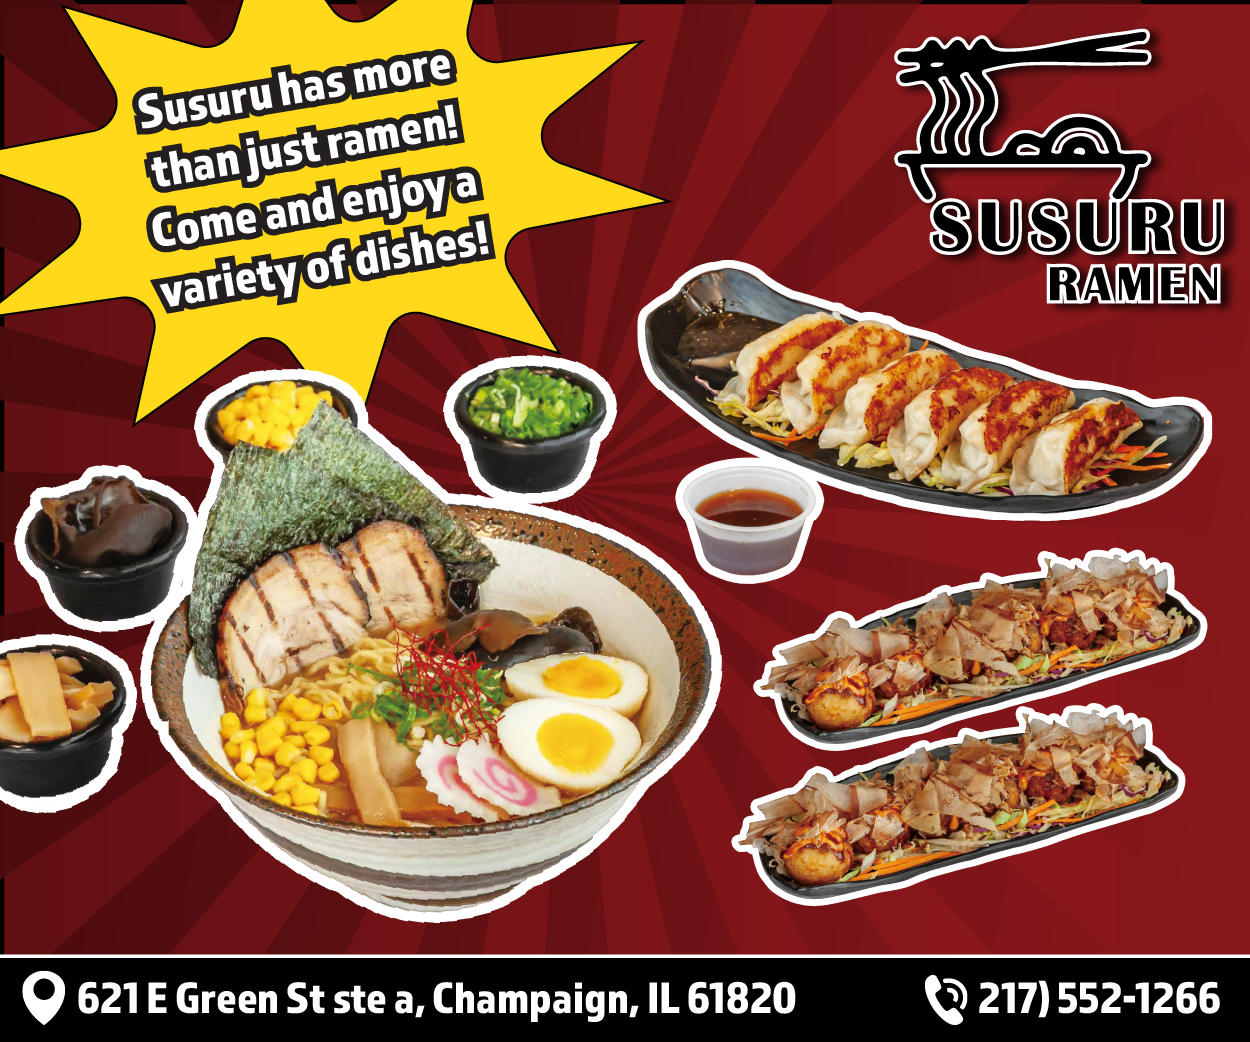 Susuru has more
than just ramen!
Come and enjoy a
variety of dishes!
SUSURU
RAMEN
621 E Green St ste a, Champaign, IL 61820
217) 552-1266